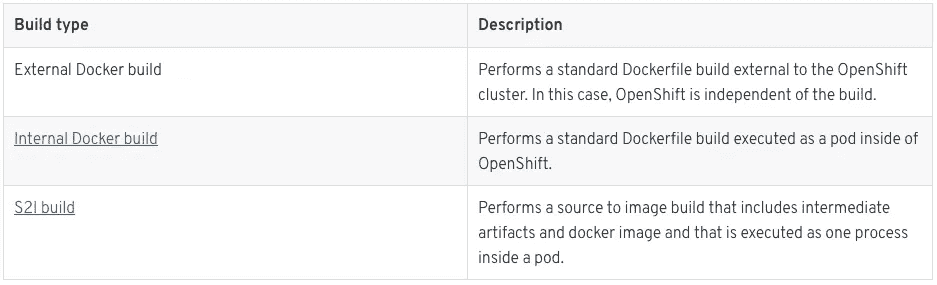 Build type
Description
External Docker build
Performs a standard Dockerfile build external to the OpenShift
cluster. In this case, OpenShift is independent of the build.
Internal Docker build
Performs a standard Dockerfile build executed as a pod inside of
OpenShift.
S2I build
Performs a source to image build that includes intermediate
artifacts and docker image and that is executed as one process
inside a pod.